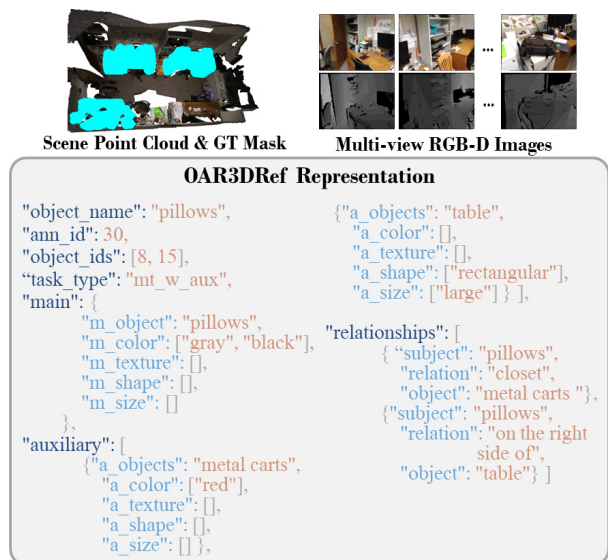 ...
...
Scene Point Cloud & GT Mask
Multi-view RGB-D Images
OAR3DRef Representation
"object_name": "pillows",
"ann_id": 30,
"object_ids": [8, 15],
“task_type": "mt_w_aux",
"main": {
"m_object": "pillows",
"m_color": ["gray", "black"],
"m_texture": [],
"m_shape": [],
"m_size": []
},
"auxiliary": [
{"a_objects": "metal carts",
"a_color": ["red"],
"a_texture": [],
"a_shape": [],
"a_size": [] },
{"a_objects": "table",
"a_color": [],
"a_texture": [],
"a_shape": ["rectangular"],
"a_size": ["large"] } ],
"relationships": [
{ “subject": "pillows",
"relation": "closet",
"object": "metal carts "},
{"subject": "pillows",
"relation": "on the right
side of",
"object": "table"} ]